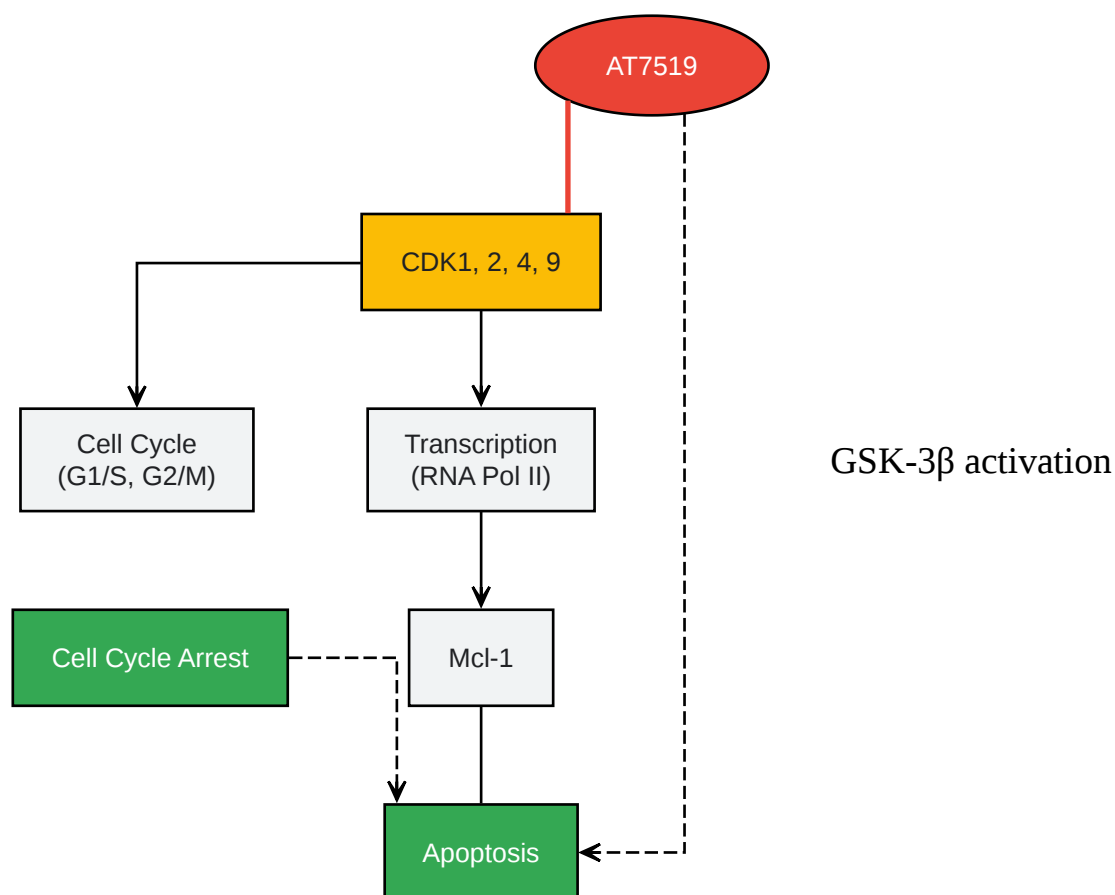 AT7519
CDK1, 2, 4, 9
Cell Cycle
(G1/S, G2/M)
Transcription
(RNA Pol II)
GSK-3β activation
Cell Cycle Arrest
Mcl-1
Apoptosis